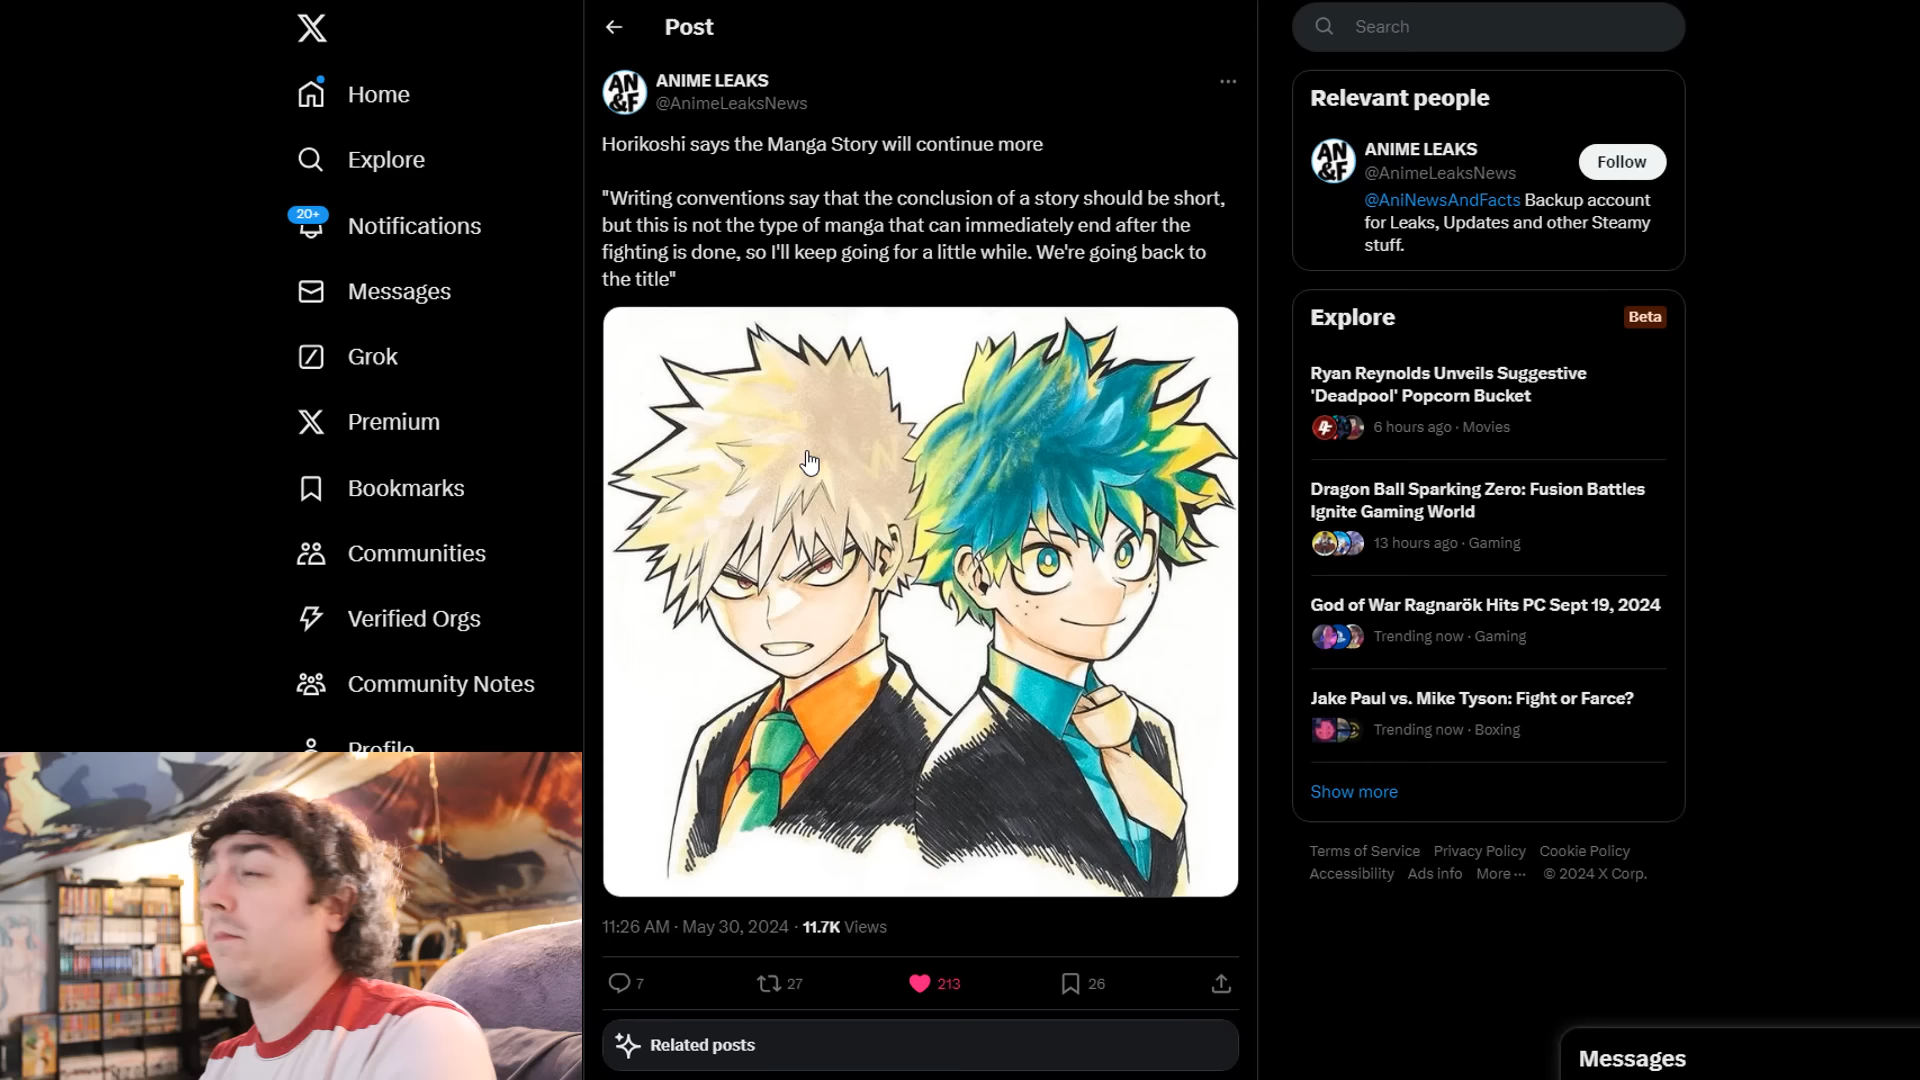 Home
Explore
20+
Notifications
Messages
Grok
Premium
Bookmarks
Communities
Verified Orgs
Community Notes
Profile
Post
AN
&F
ANIME LEAKS
@AnimeLeaksNews
Horikoshi says the Manga Story will continue more
"Writing conventions say that the conclusion of a story should be short,
but this is not the type of manga that can immediately end after the
fighting is done, so I'll keep going for a little while. We're going back to
the title"
11:26 AM · May 30, 2024 · 11.7K Views
7
27
213
26
Related posts
Search
Relevant people
AN
&F
ANIME LEAKS
@AnimeLeaksNews
Follow
@AniNewsAndFacts Backup account
for Leaks, Updates and other Steamy
stuff.
Explore
Beta
Ryan Reynolds Unveils Suggestive
'Deadpool' Popcorn Bucket
6 hours ago · Movies
Dragon Ball Sparking Zero: Fusion Battles
Ignite Gaming World
13 hours ago · Gaming
God of War Ragnarök Hits PC Sept 19, 2024
Trending now · Gaming
Jake Paul vs. Mike Tyson: Fight or Farce?
Trending now · Boxing
Show more
Terms of Service Privacy Policy Cookie Policy
Accessibility Ads info More ··· © 2024 X Corp.
Messages